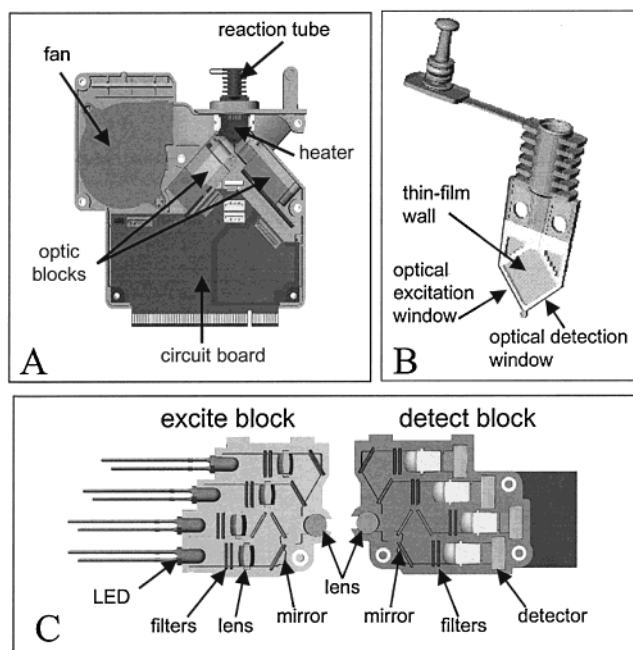 reaction tube
fan
heater
optic
blocks
circuit board
A
B
thin-film
wall
optical
excitation
window
optical detection
window
excite block
detect block
LED
filters
lens
mirror
lens
mirror
filters
detector
C